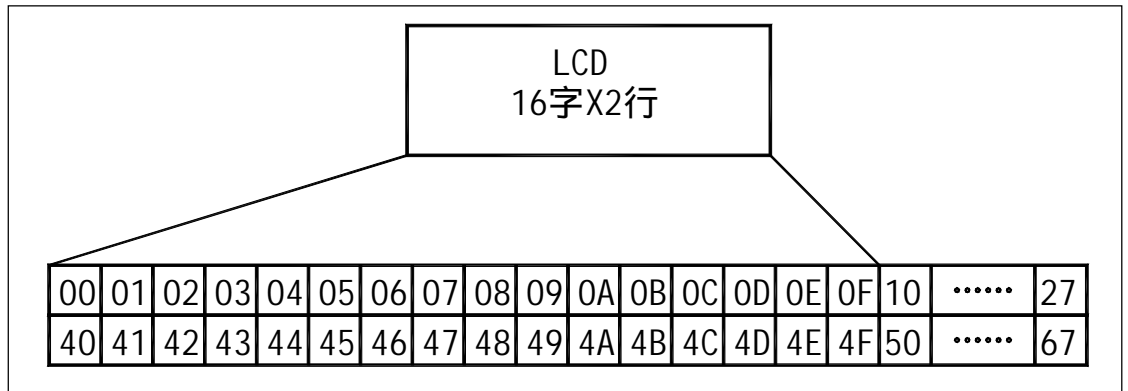 LCD
16字X2行
00 01 02 03 04 05 06 07 08 09 0A 0B 0C 0D 0E 0F 10 •••••• 27
40 41 42 43 44 45 46 47 48 49 4A 4B 4C 4D 4E 4F 50 •••••• 67